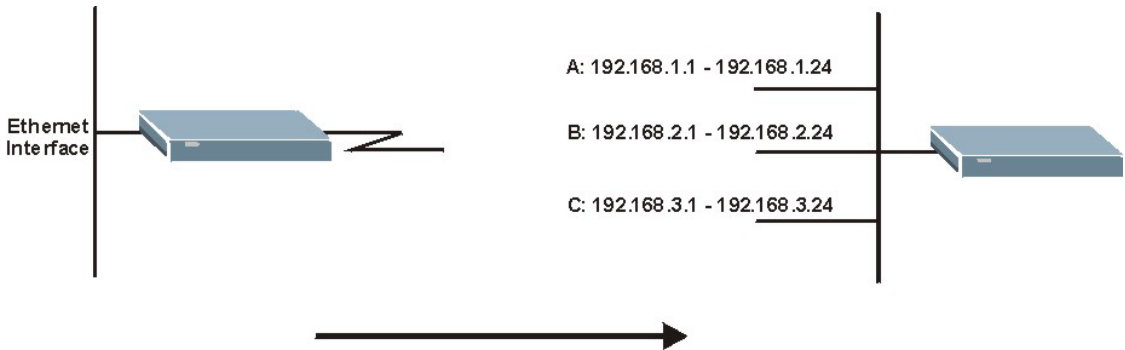 Ethernet
Interface
A: 192.168.1.1 - 192.168.1.24
B: 192.168.2.1 - 192.168.2.24
C: 192.168.3.1 - 192.168.3.24